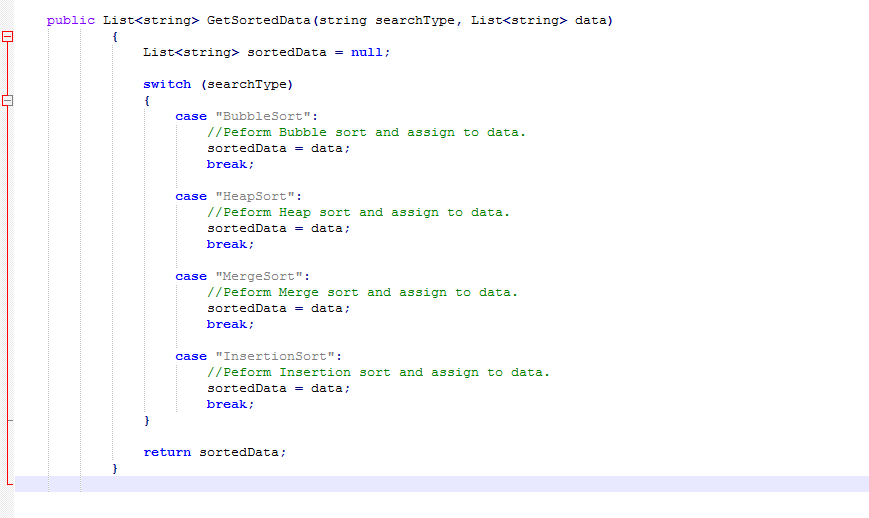 public List<string> GetSortedData(string searchType, List<string> data)
{
List<string> sortedData = null;
switch (searchType)
{
case "BubbleSort":
//Peform Bubble sort and assign to data.
sortedData = data;
break;
case "HeapSort":
//Peform Heap sort and assign to data.
sortedData = data;
break;
case "MergeSort":
//Peform Merge sort and assign to data.
sortedData = data;
break;
case "InsertionSort":
//Peform Insertion sort and assign to data.
sortedData = data;
break;
}
return sortedData;
}